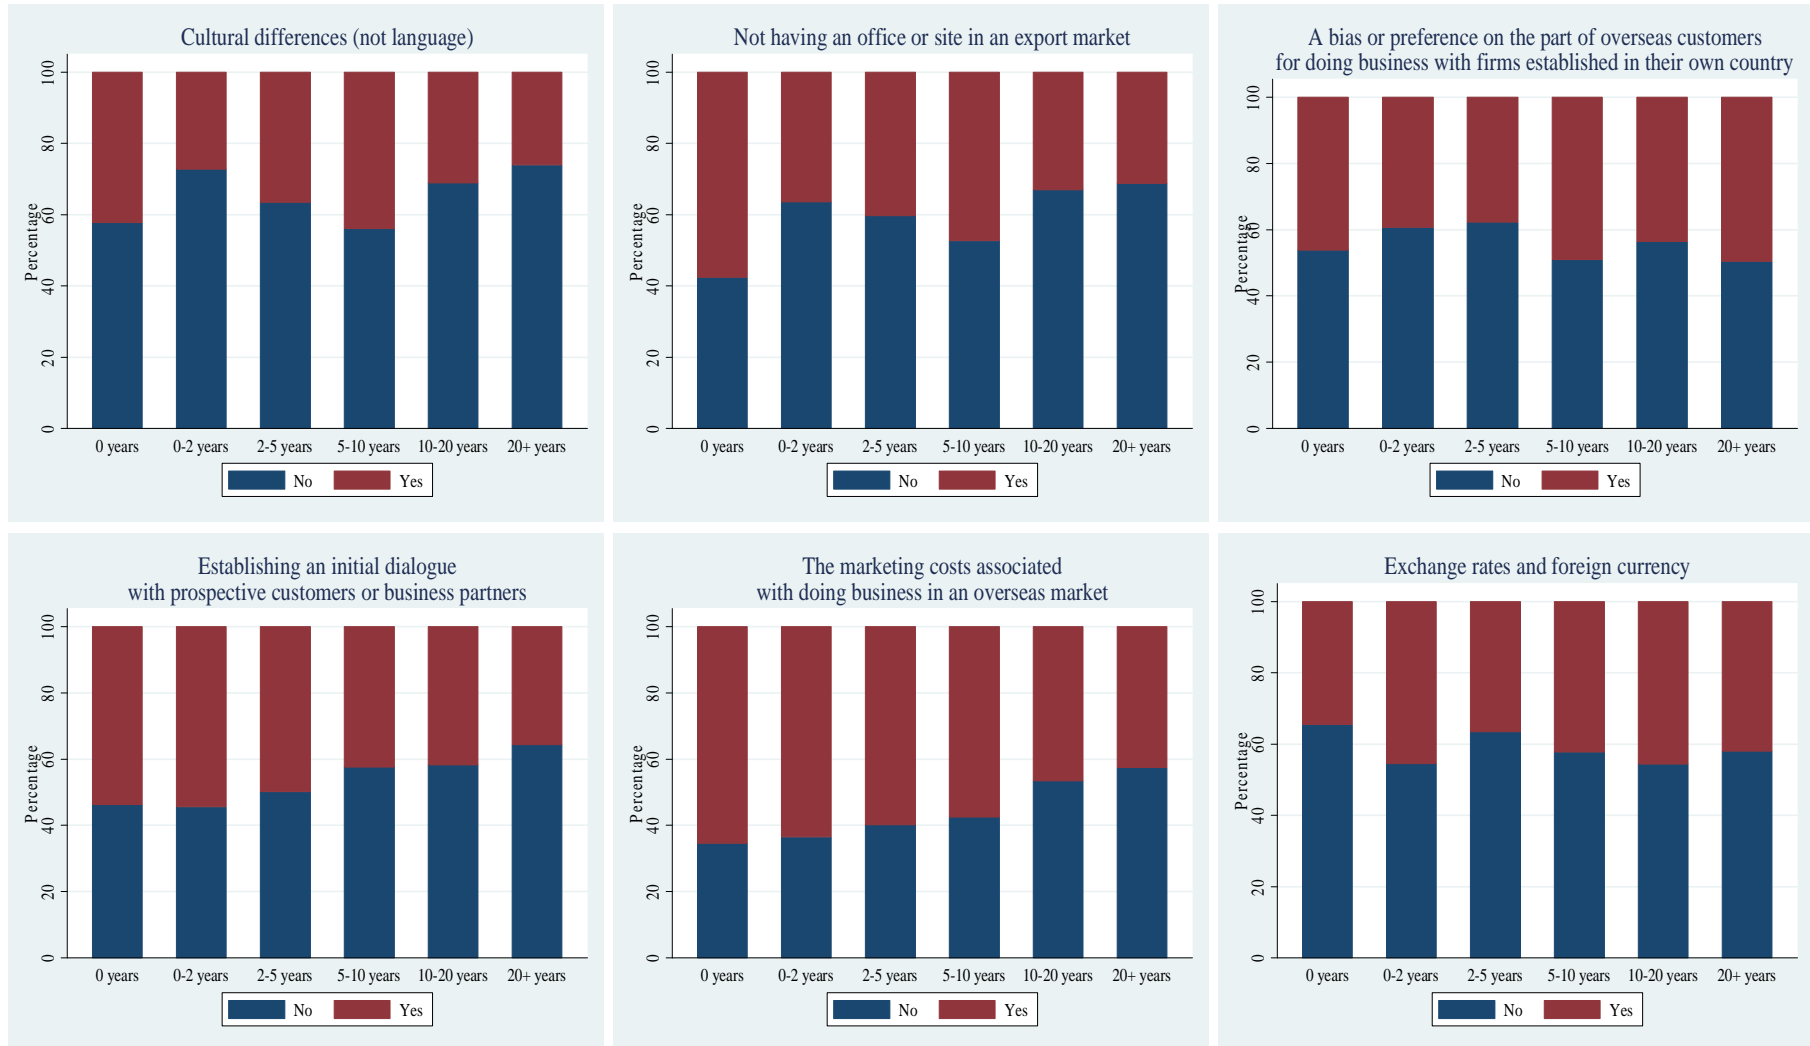 Cultural differences (not language)
Percentage
100
80
60
40
20
0
0 years 0-2 years 2-5 years 5-10 years 10-20 years 20+ years
No Yes
Not having an office or site in an export market
Percentage
100
80
60
40
20
0
0 years 0-2 years 2-5 years 5-10 years 10-20 years 20+ years
No Yes
A bias or preference on the part of overseas customers
for doing business with firms established in their own country
Percentage
100
80
60
40
20
0
0 years 0-2 years 2-5 years 5-10 years 10-20 years 20+ years
No Yes
Establishing an initial dialogue
with prospective customers or business partners
Percentage
100
80
60
40
20
0
0 years 0-2 years 2-5 years 5-10 years 10-20 years 20+ years
No Yes
The marketing costs associated
with doing business in an overseas market
Percentage
100
80
60
40
20
0
0 years 0-2 years 2-5 years 5-10 years 10-20 years 20+ years
No Yes
Exchange rates and foreign currency
Percentage
100
80
60
40
20
0
0 years 0-2 years 2-5 years 5-10 years 10-20 years 20+ years
No Yes